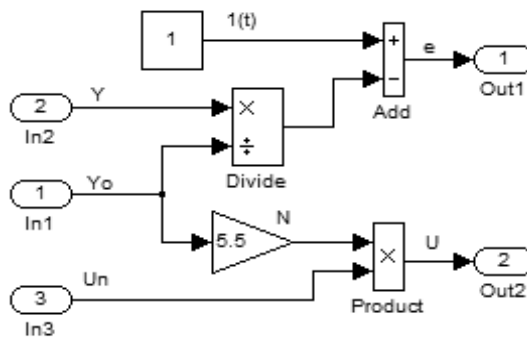 1
1(t)
+
−
e
1
Out1
Add
2
Y
In2
×
÷
Divide
1
Yo
In1
5.5
N
×
U
2
Out2
Product
3
Un
In3